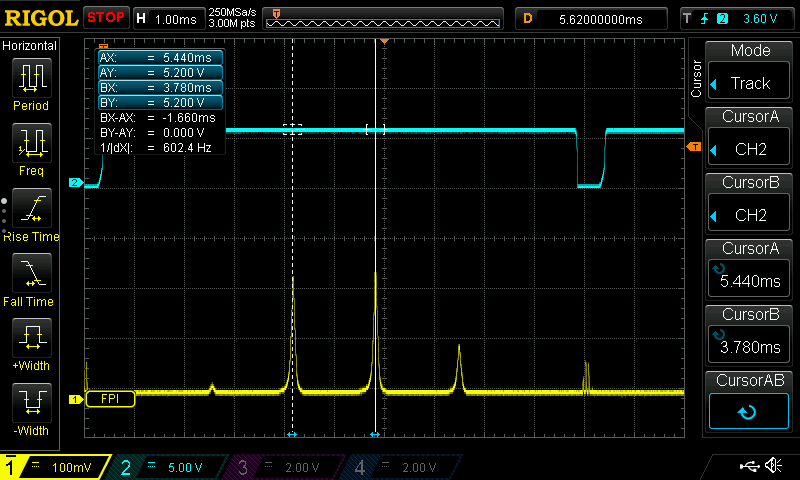 RIGOL STOP H 1.00ms 250MSa/s 3.00M pts T D 5.62000000ms T 2 3.60 V
Horizontal
Period
Freq
Rise Time
Fall Time
+Width
-Width
AX: = 5.440ms
AY: = 5.200 V
BX: = 3.780ms
BY: = 5.200 V
BX-AX: = -1.660ms
BY-AY: = 0.000 V
1/|dX|: = 602.4 Hz
T
2
1 FPI
Cursor
Mode
Track
CursorA
CH2
CursorB
CH2
CursorA
5.440ms
CursorB
3.780ms
CursorAB
1 = 100mV 2 = 5.00 V 3 = 2.00 V 4 = 2.00 V